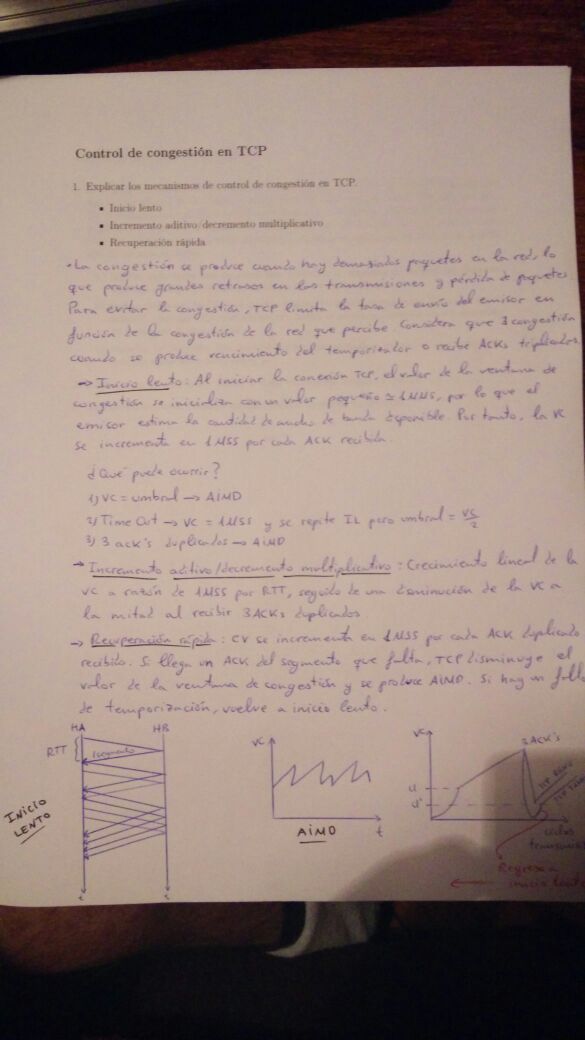 Control de congestión en TCP
1. Explicar los mecanismos de control de congestión en TCP.
• Inicio lento
• Incremento aditivo/decremento multiplicativo
• Recuperación rápida
• La congestión se produce cuando hay demasiados paquetes en la red, lo
que produce grandes retrasos en las transmisiones y pérdida de paquetes
Para evitar la congestión, TCP limita la tasa de envío del emisor en
función de la congestión de la red que percibe. Considera que ∃ congestión
cuando se produce vencimiento del temporizador o recibe ACKs triplicados.
→ Inicio lento: Al iniciar la conexión TCP, el valor de la ventana de
congestión se inicializa con un valor pequeño ≃ 1MSS, por lo que el
emisor estima la cantidad de ancho de banda disponible. Por tanto, la VC
se incrementa en 1MSS por cada ACK recibido.
¿Qué puede ocurrir?
1) VC = umbral → AIMD
2) Time Out → VC = 1MSS y se repite IL pero umbral = VC/2
3) 3 ack's duplicados → AIMD
→ Incremento aditivo/decremento multiplicativo: Crecimiento lineal de la
VC a razón de 1MSS por RTT, seguido de una disminución de la VC a
la mitad al recibir 3ACKs duplicados
→ Recuperación rápida: CV se incrementa en 1MSS por cada ACK duplicado
recibido. Si llega un ACK del segmento que falta, TCP disminuye el
valor de la ventana de congestión y se produce AIMD. Si hay un fallo
de temporización, vuelve a inicio lento.
HA HB
RTT
1segmento
INICIO
LENTO
t t
VC
AIMD t
VC
3 ACK's
u
u'
ciclos
transmisión
Regreso a
inicio lento